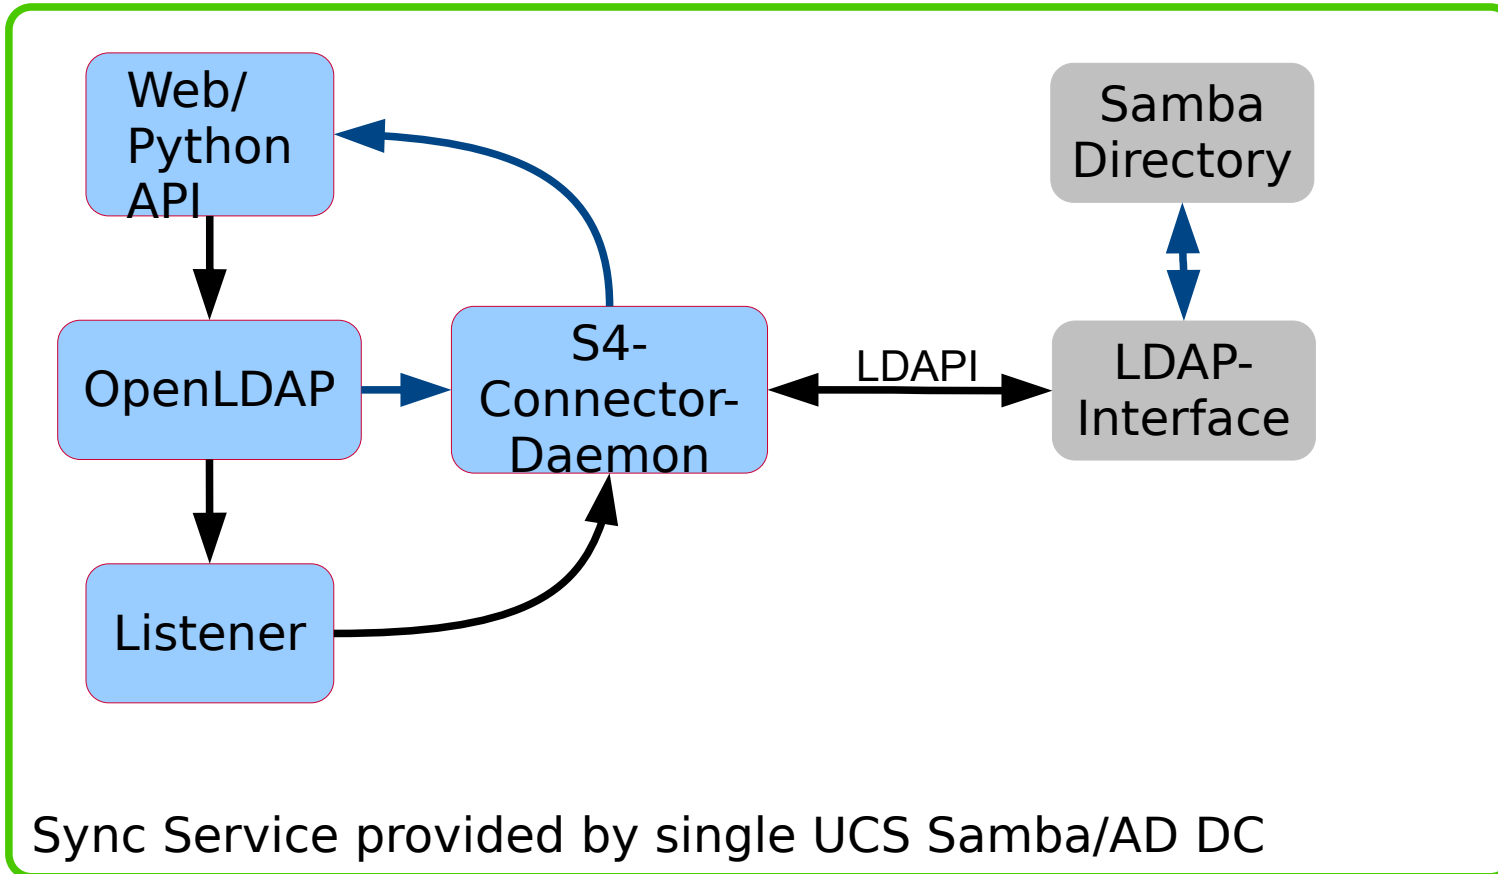 Web/
Python
API
Samba
Directory
OpenLDAP
S4-
Connector-
Daemon
LDAPI
LDAP-
Interface
Listener
Sync Service provided by single UCS Samba/AD DC